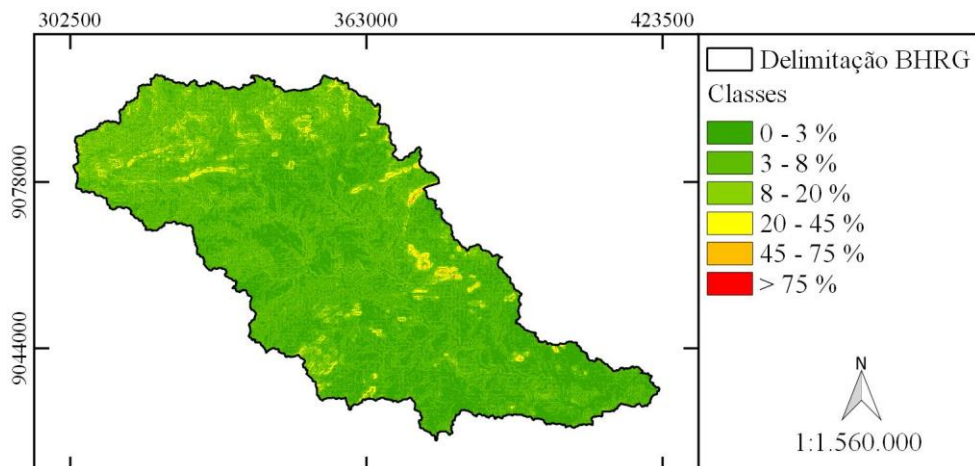 302500
363000
423500
9078000
9044000
Delimitação BHRG
Classes
0 - 3 %
3 - 8 %
8 - 20 %
20 - 45 %
45 - 75 %
> 75 %
N
1:1.560.000